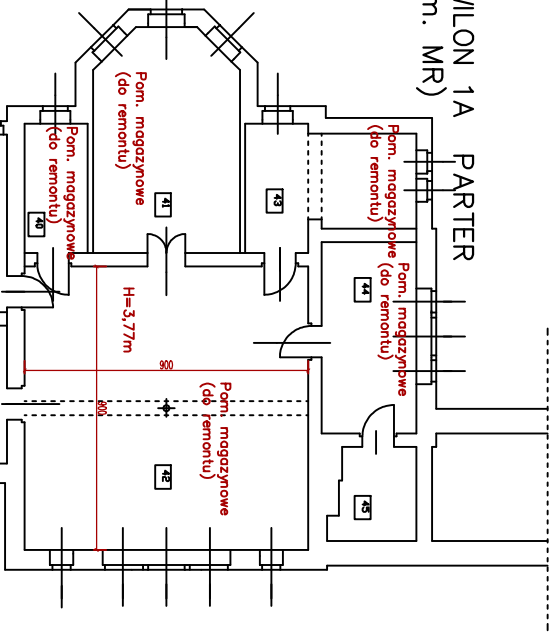 WILON 1A PARTER
m. MR)
Pom. magazynowe
(do remontu)
44
Pom. magazynowe
(do remontu)
45
43
Pom. magazynowe
(do remontu)
41
Pom. magazynowe
(do remontu)
42
900
900
H=3,77m
Pom. magazynowe
(do remontu)
40